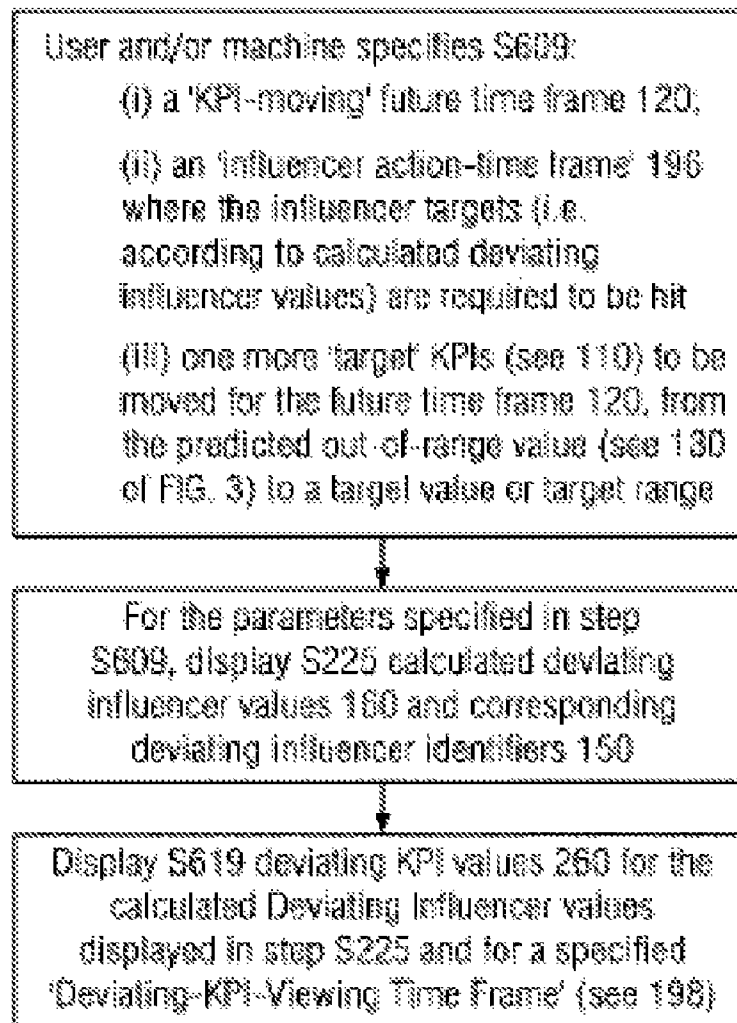 User and/or machine specifies S609:
(i) a 'KPI-moving' future time frame 120;
(ii) an 'influencer action-time frame' 196
where the influencer targets (i.e.
according to calculated deviating
influencer values) are required to be hit
(iii) one more 'target' KPIs (see 110) to be
moved for the future time frame 120, from
the predicted out-of-range value (see 130
of FIG. 3) to a target value or target range
For the parameters specified in step
S609, display S225 calculated deviating
influencer values 160 and corresponding
deviating influencer identifiers 150
Display S619 deviating KPI values 260 for the
calculated Deviating Influencer values
displayed in step S225 and for a specified
'Deviating-KPI-Viewing Time Frame' (see 198)